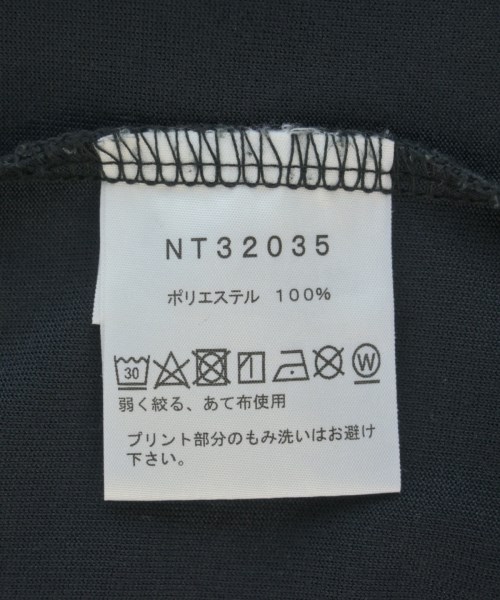 NT32035
ポリエステル 100%
30 W
弱く絞る、あて布使用
プリント部分のもみ洗いはお避け
下さい。